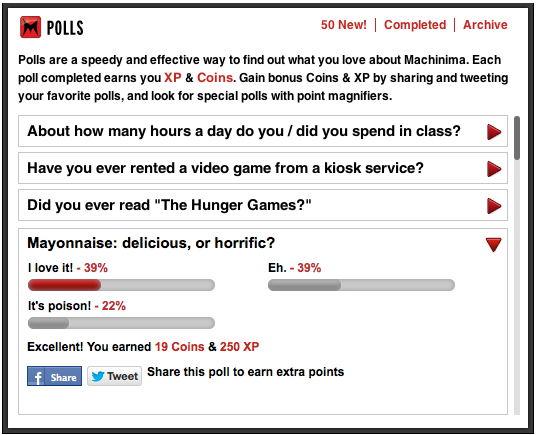 POLLS
50 New! | Completed | Archive
Polls are a speedy and effective way to find out what you love about Machinima. Each
poll completed earns you XP & Coins. Gain bonus Coins & XP by sharing and tweeting
your favorite polls, and look for special polls with point magnifiers.
About how many hours a day do you / did you spend in class?
Have you ever rented a video game from a kiosk service?
Did you ever read "The Hunger Games?"
Mayonnaise: delicious, or horrific?
I love it! - 39%
Eh. - 39%
It's poison! - 22%
Excellent! You earned 19 Coins & 250 XP
f Share
Tweet
Share this poll to earn extra points